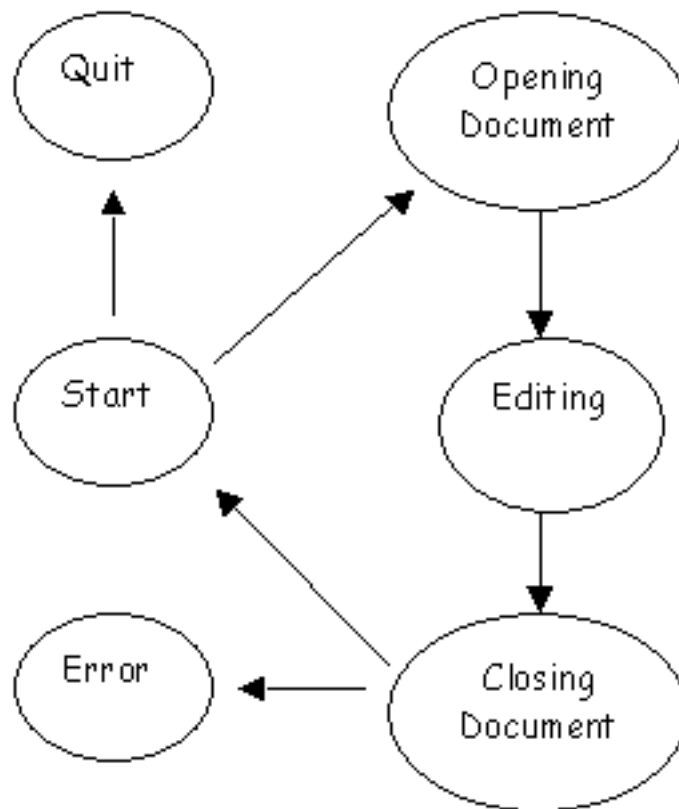 Quit
Opening
Document
Start
Editing
Error
Closing
Document